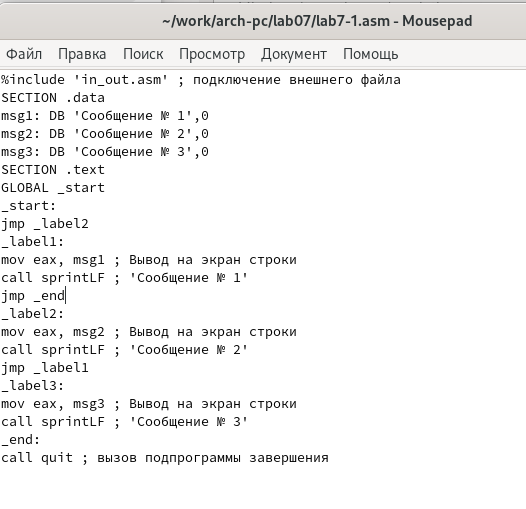 ~/work/arch-pc/lab07/lab7-1.asm - Mousepad
Файл Правка Поиск Просмотр Документ Помощь
%include 'in_out.asm' ; подключение внешнего файла
SECTION .data
msg1: DB 'Сообщение № 1',0
msg2: DB 'Сообщение № 2',0
msg3: DB 'Сообщение № 3',0
SECTION .text
GLOBAL _start
_start:
jmp _label2
_label1:
mov eax, msg1 ; Вывод на экран строки
call sprintLF ; 'Сообщение № 1'
jmp _end
_label2:
mov eax, msg2 ; Вывод на экран строки
call sprintLF ; 'Сообщение № 2'
jmp _label1
_label3:
mov eax, msg3 ; Вывод на экран строки
call sprintLF ; 'Сообщение № 3'
_end:
call quit ; вызов подпрограммы завершения